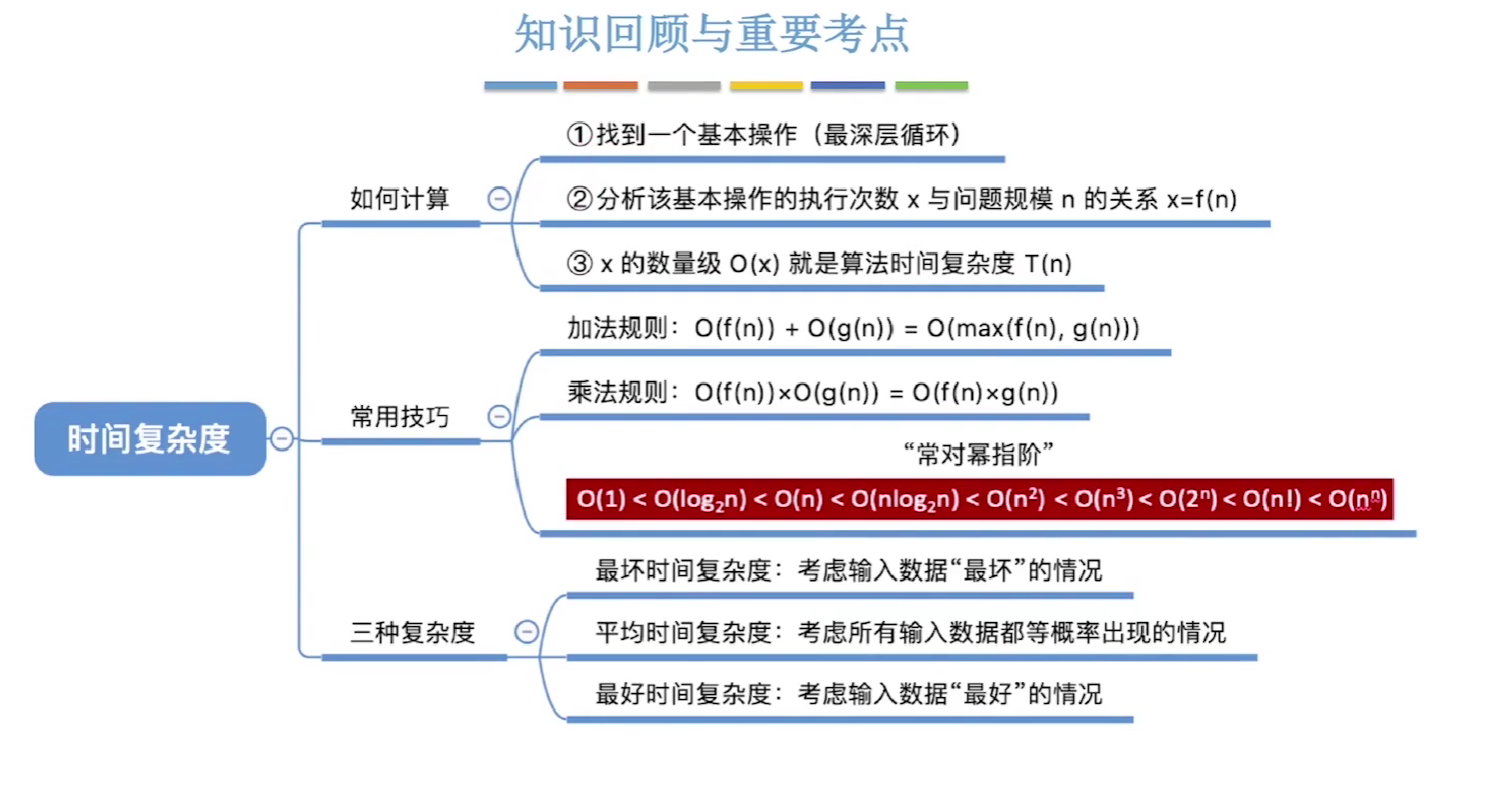 知识回顾与重要考点
①找到一个基本操作（最深层循环）
如何计算
②分析该基本操作的执行次数 x 与问题规模 n 的关系 x=f(n)
③ x 的数量级 O(x) 就是算法时间复杂度 T(n)
加法规则：O(f(n)) + O(g(n)) = O(max(f(n), g(n)))
乘法规则：O(f(n))×O(g(n)) = O(f(n)×g(n))
常用技巧
时间复杂度
“常对幂指阶”
O(1) < O(log₂n) < O(n) < O(nlog₂n) < O(n²) < O(n³) < O(2ⁿ) < O(n!) < O(nⁿ)
最坏时间复杂度：考虑输入数据“最坏”的情况
三种复杂度
平均时间复杂度：考虑所有输入数据都等概率出现的情况
最好时间复杂度：考虑输入数据“最好”的情况